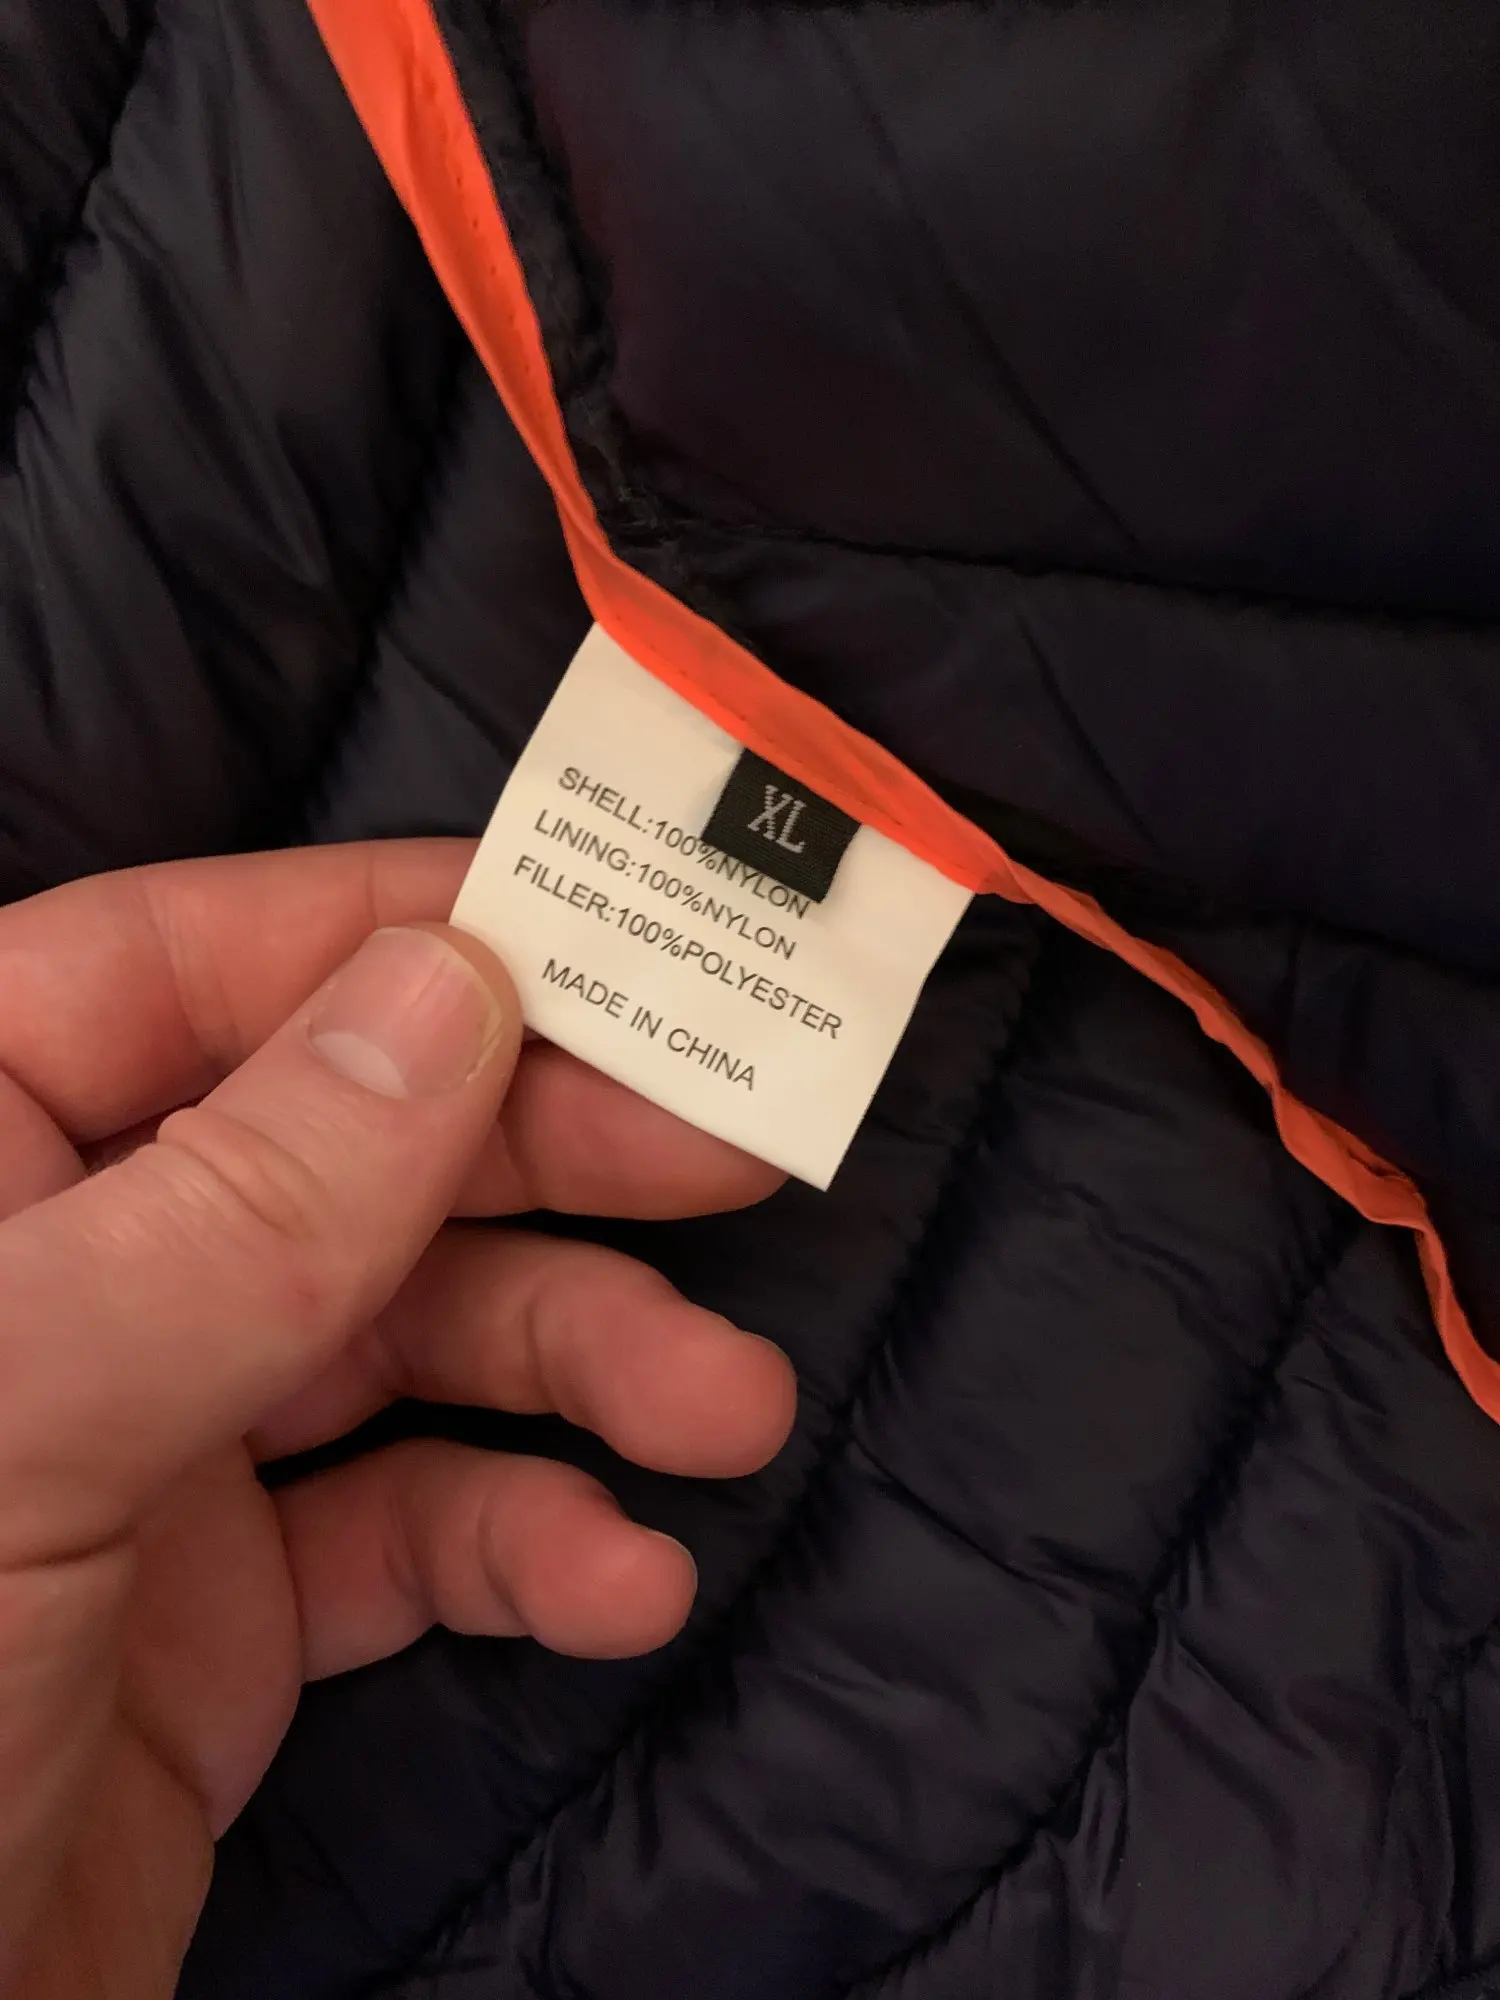 XL
SHELL:100%NYLON
LINING:100%NYLON
FILLER:100%POLYESTER
MADE IN CHINA